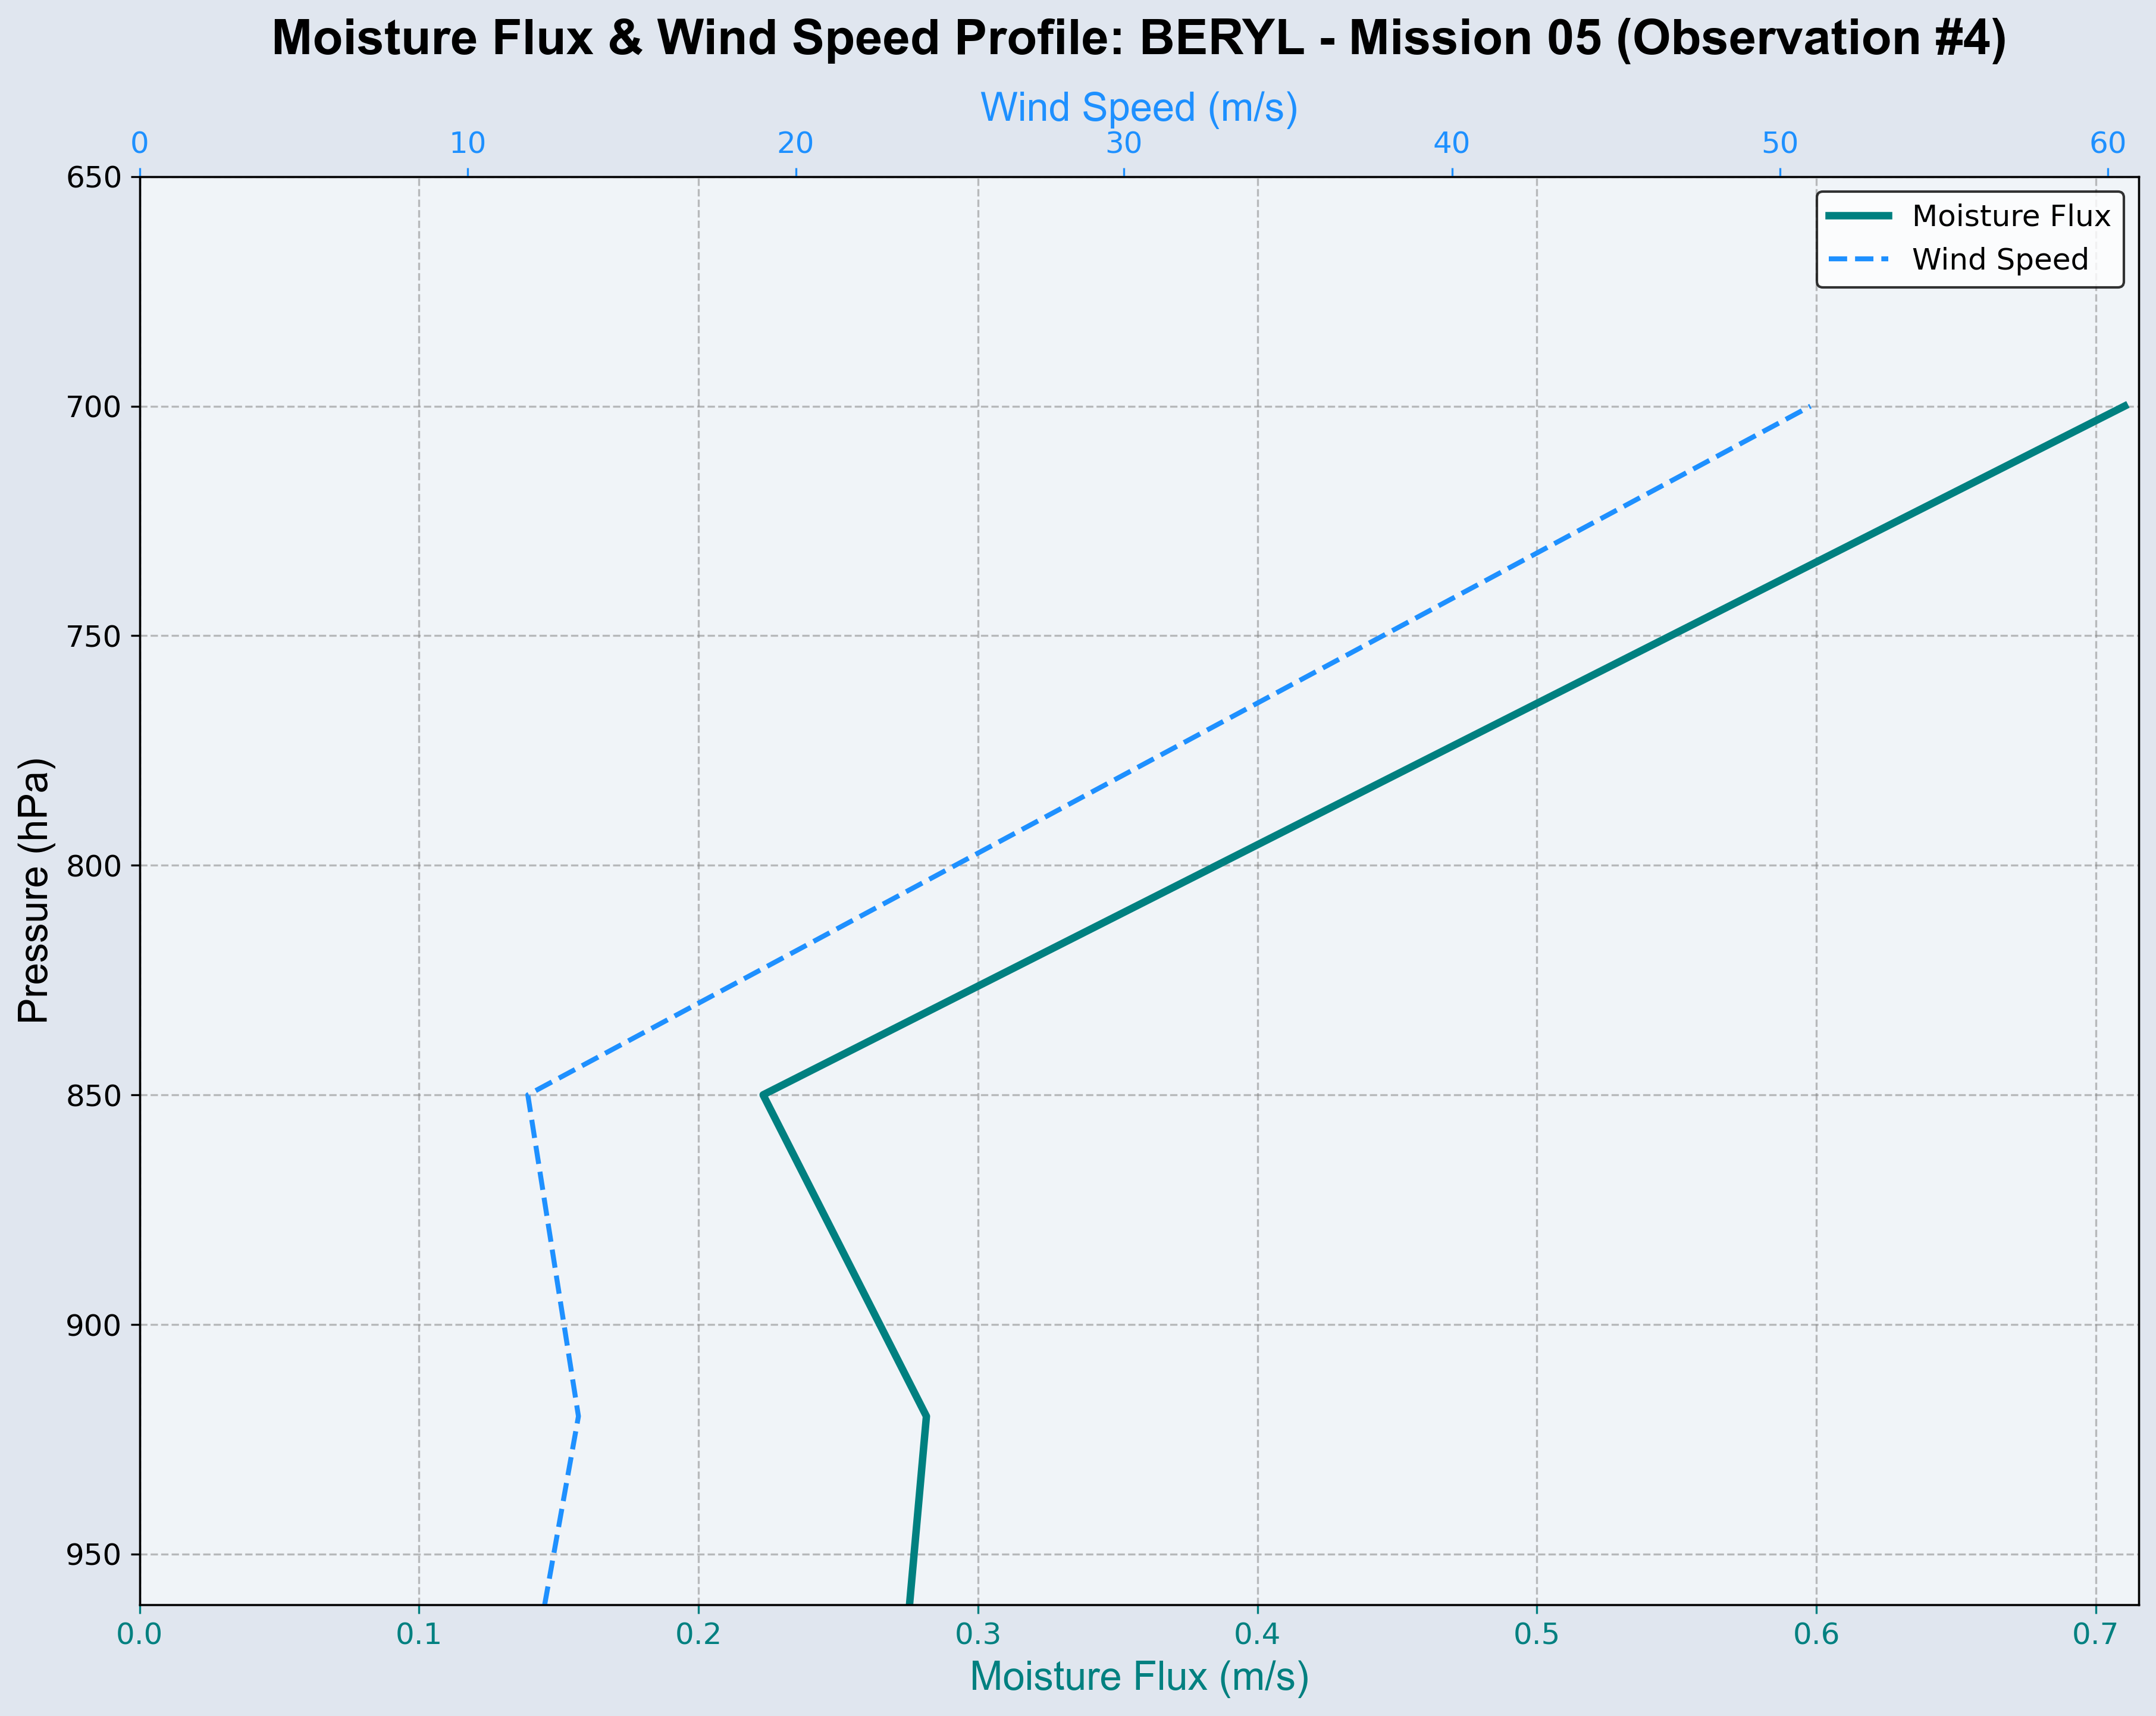 Moisture Flux & Wind Speed Profile: BERYL - Mission 05 (Observation #4)
Wind Speed (m/s)
0 10 20 30 40 50 60
Moisture Flux
Wind Speed
Pressure (hPa)
650
700
750
800
850
900
950
0.0 0.1 0.2 0.3 0.4 0.5 0.6 0.7
Moisture Flux (m/s)